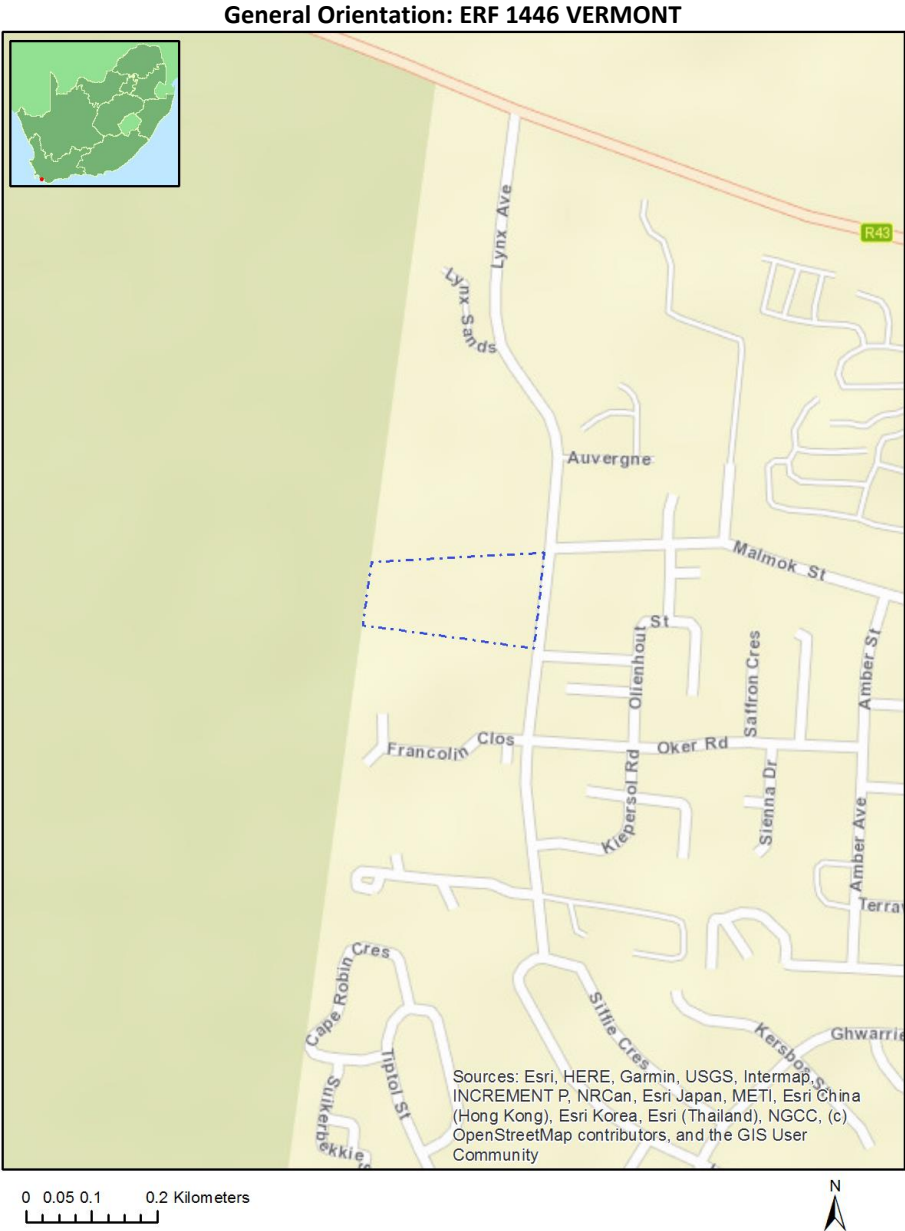 General Orientation: ERF 1446 VERMONT
R43
Lynx Ave
Lynx Sands
Auvergne
Malmok St
Olienhout St
Saffron Cres
Amber St
Francolin Clos
Oker Rd
Kiepersol Rd
Sienna Dr
Amber Ave
Terra
Cape Robin Cres
Siffie Cres
Kersbos
Ghwarrie
Tiptol St
Suikerbekkie
Sources: Esri, HERE, Garmin, USGS, Intermap,
INCREMENT P, NRCan, Esri Japan, METI, Esri China
(Hong Kong), Esri Korea, Esri (Thailand), NGCC, (c)
OpenStreetMap contributors, and the GIS User
Community
0 0.05 0.1 0.2 Kilometers
N